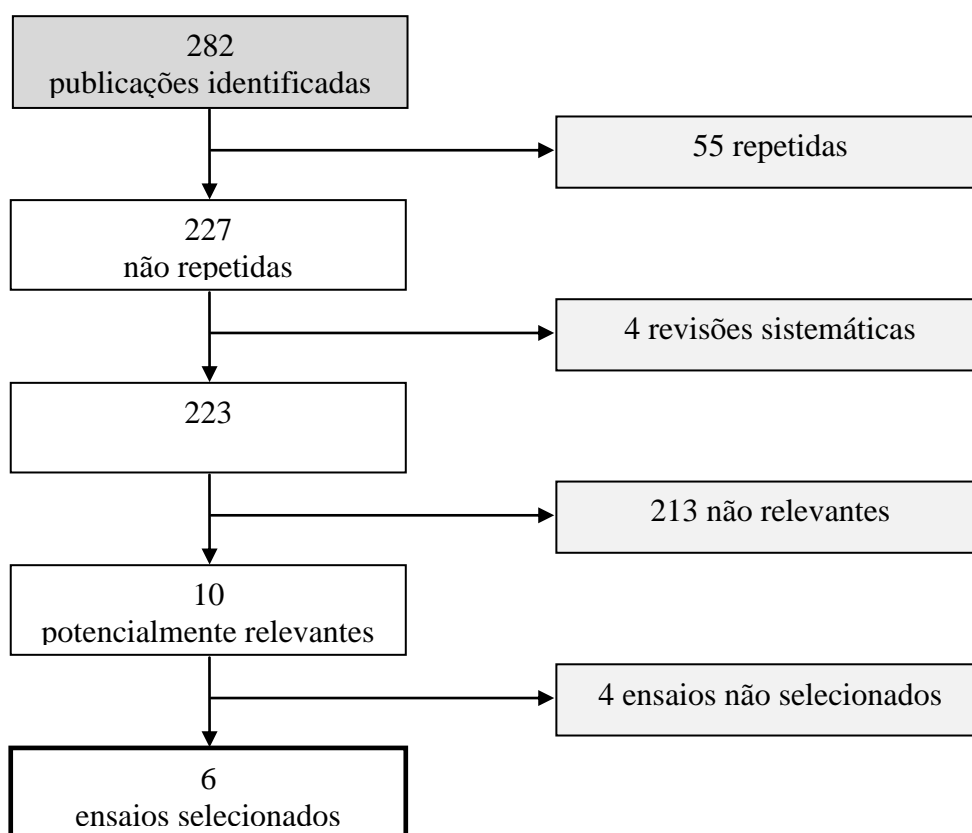 282
publicações identificadas
55 repetidas
227
não repetidas
4 revisões sistemáticas
223
213 não relevantes
10
potencialmente relevantes
4 ensaios não selecionados
6
ensaios selecionados